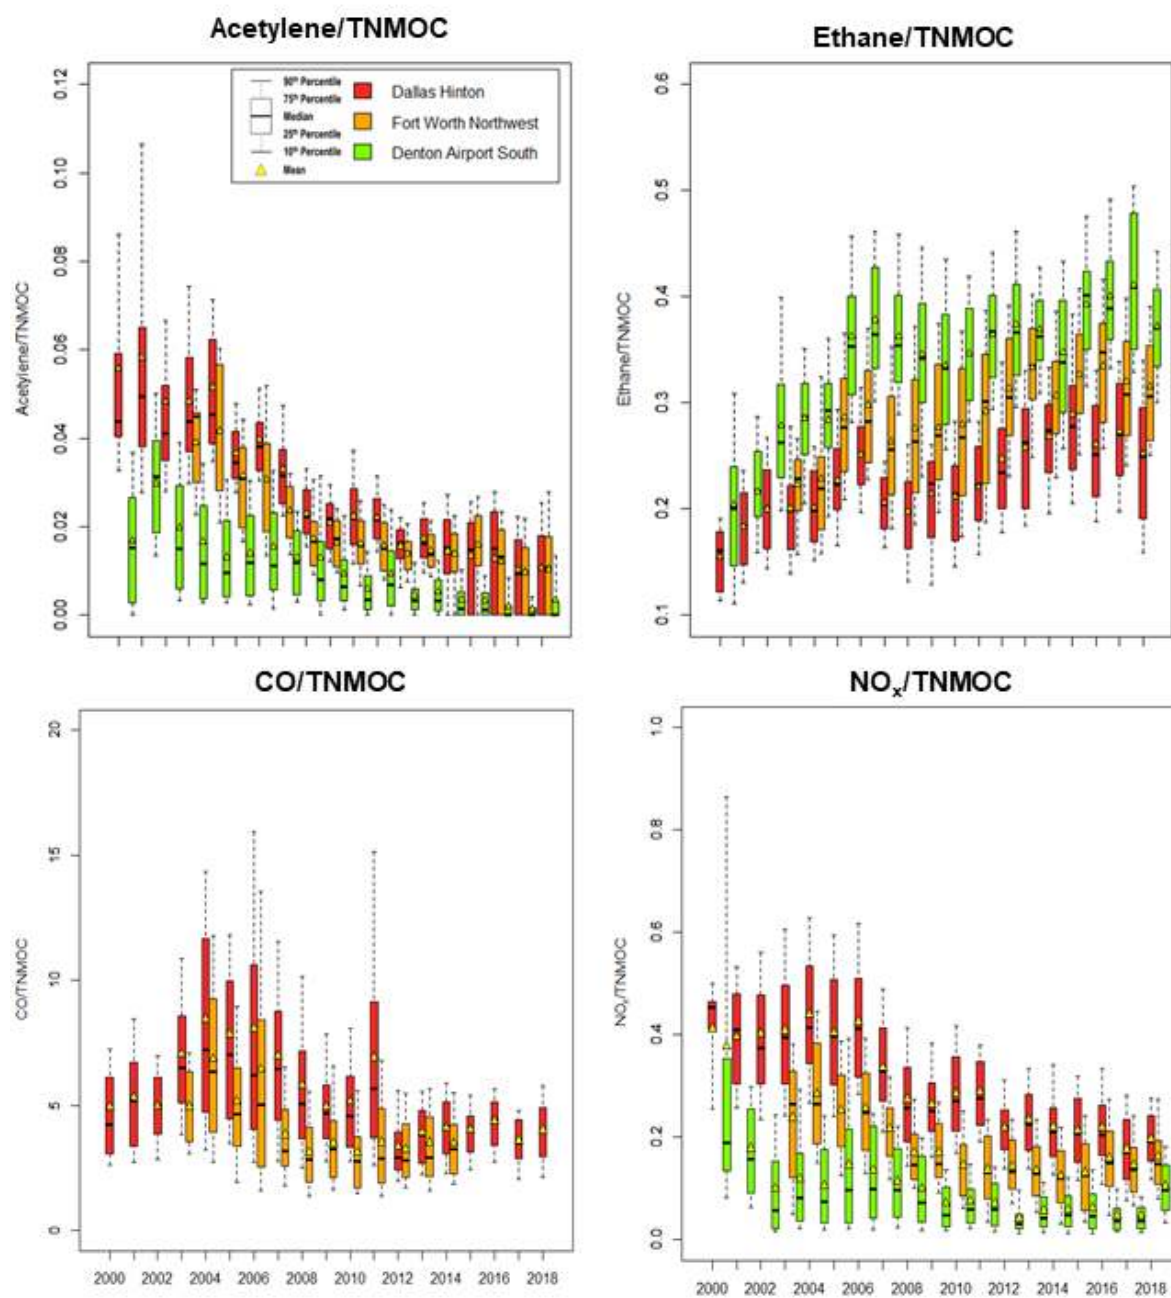 Acetylene/TNMOC
0.12
0.10
0.08
0.06
0.04
0.02
0.00
Acetylene/TNMOC
90th Percentile
75th Percentile
Median
25th Percentile
10th Percentile
Mean
Dallas Hinton
Fort Worth Northwest
Denton Airport South
Ethane/TNMOC
0.6
0.5
0.4
0.3
0.2
0.1
Ethane/TNMOC
CO/TNMOC
20
15
10
5
0
CO/TNMOC
2000 2002 2004 2006 2008 2010 2012 2014 2016 2018
NOx/TNMOC
1.0
0.8
0.6
0.4
0.2
0.0
NOx/TNMOC
2000 2002 2004 2006 2008 2010 2012 2014 2016 2018